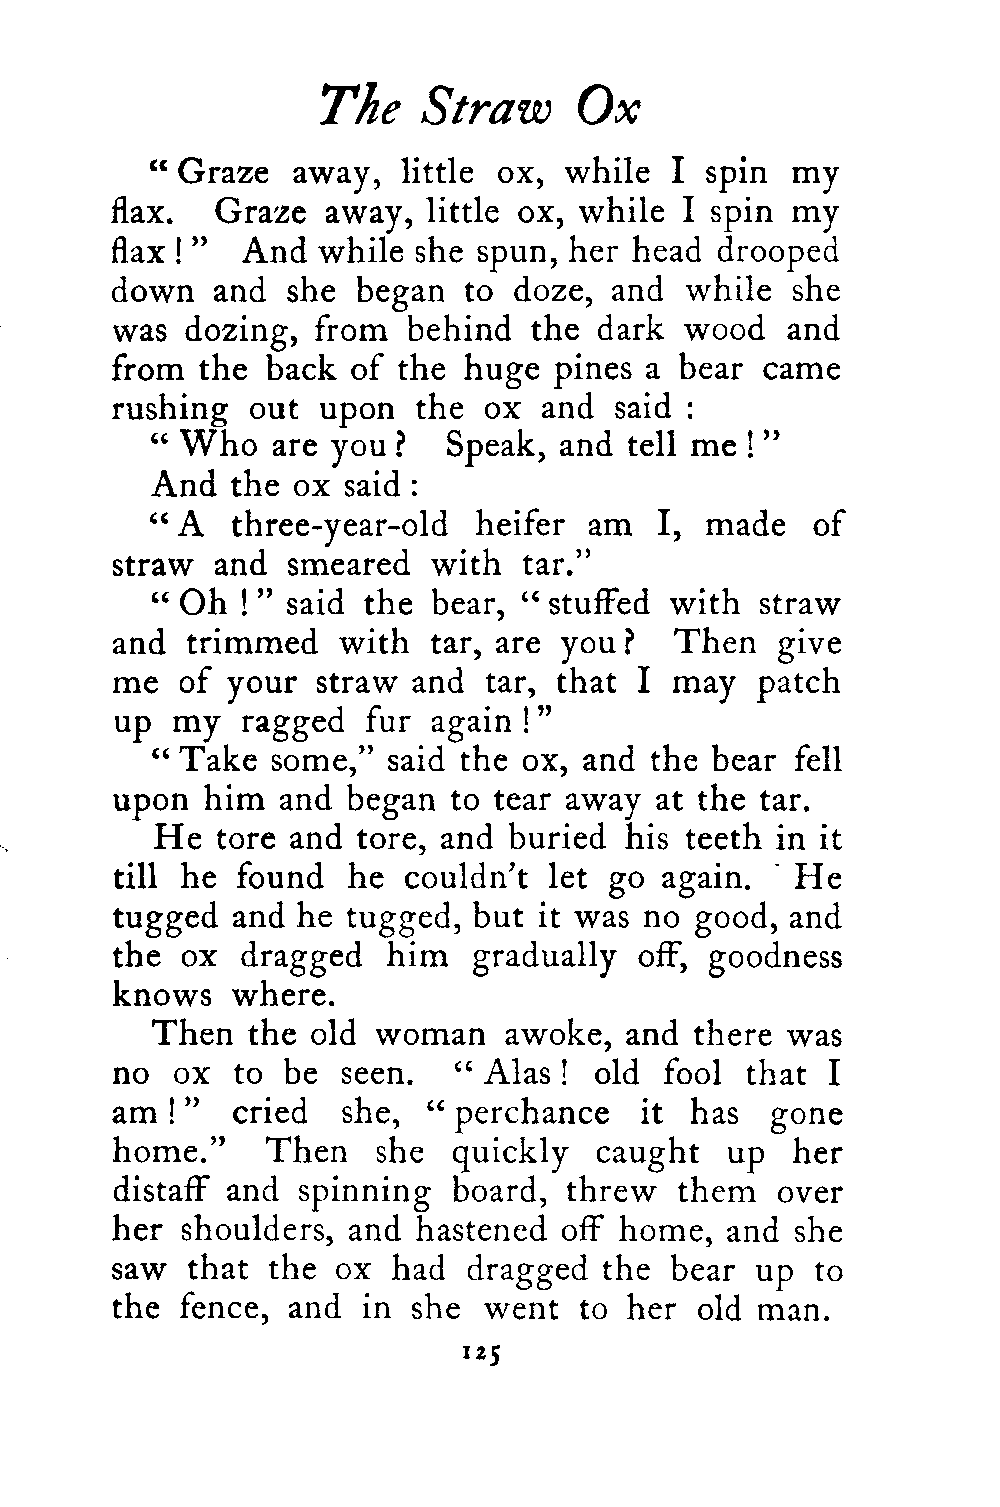 The Straw Ox
“ Graze away, little ox, while I spin my
flax. Graze away, little ox, while I spin my
flax ! ” And while she spun, her head drooped
down and she began to doze, and while she
was dozing, from behind the dark wood and
from the back of the huge pines a bear came
rushing out upon the ox and said :
“ Who are you ? Speak, and tell me ! ”
And the ox said :
“ A three-year-old heifer am I, made of
straw and smeared with tar.”
“ Oh ! ” said the bear, “ stuffed with straw
and trimmed with tar, are you ? Then give
me of your straw and tar, that I may patch
up my ragged fur again ! ”
“ Take some,” said the ox, and the bear fell
upon him and began to tear away at the tar.
He tore and tore, and buried his teeth in it
till he found he couldn’t let go again. He
tugged and he tugged, but it was no good, and
the ox dragged him gradually off, goodness
knows where.
Then the old woman awoke, and there was
no ox to be seen. “ Alas ! old fool that I
am ! ” cried she, “ perchance it has gone
home.” Then she quickly caught up her
distaff and spinning board, threw them over
her shoulders, and hastened off home, and she
saw that the ox had dragged the bear up to
the fence, and in she went to her old man.
125